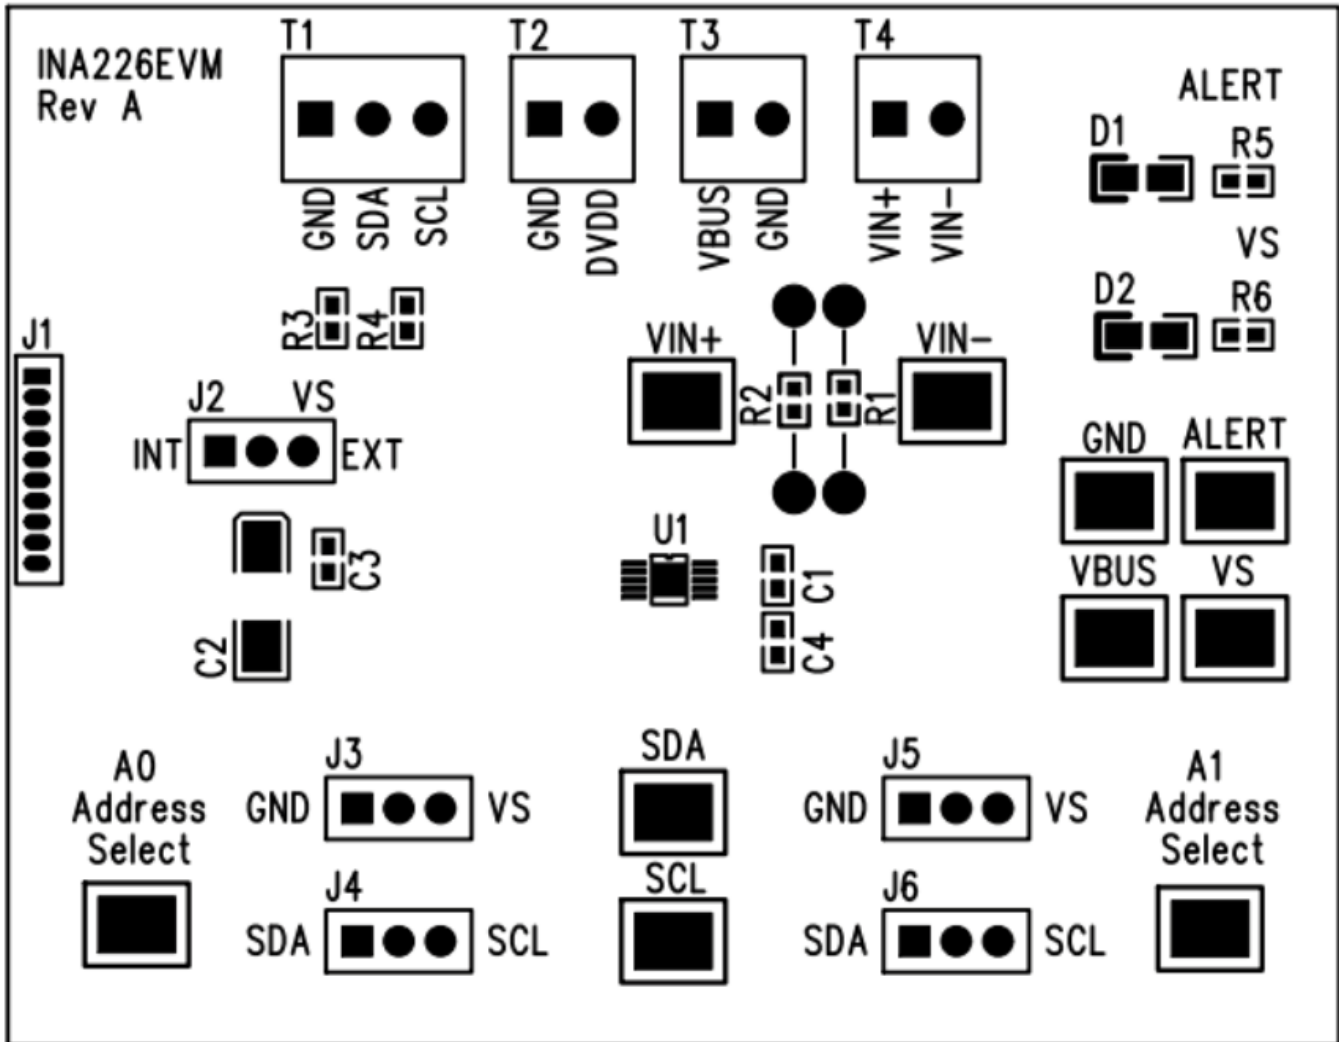 T1
T2
T3
T4
INA226EVM
Rev A
ALERT
D1
R5
GND
SDA
SCL
GND
DVDD
VBUS
GND
VIN+
VIN-
VS
D2
R6
R3
R4
J1
VIN+
VIN-
R2
R1
J2
VS
INT
EXT
GND
ALERT
U1
C3
C1
VBUS
VS
C2
C4
A0
Address
Select
J3
GND
VS
SDA
J5
GND
VS
A1
Address
Select
J4
SDA
SCL
SCL
J6
SDA
SCL